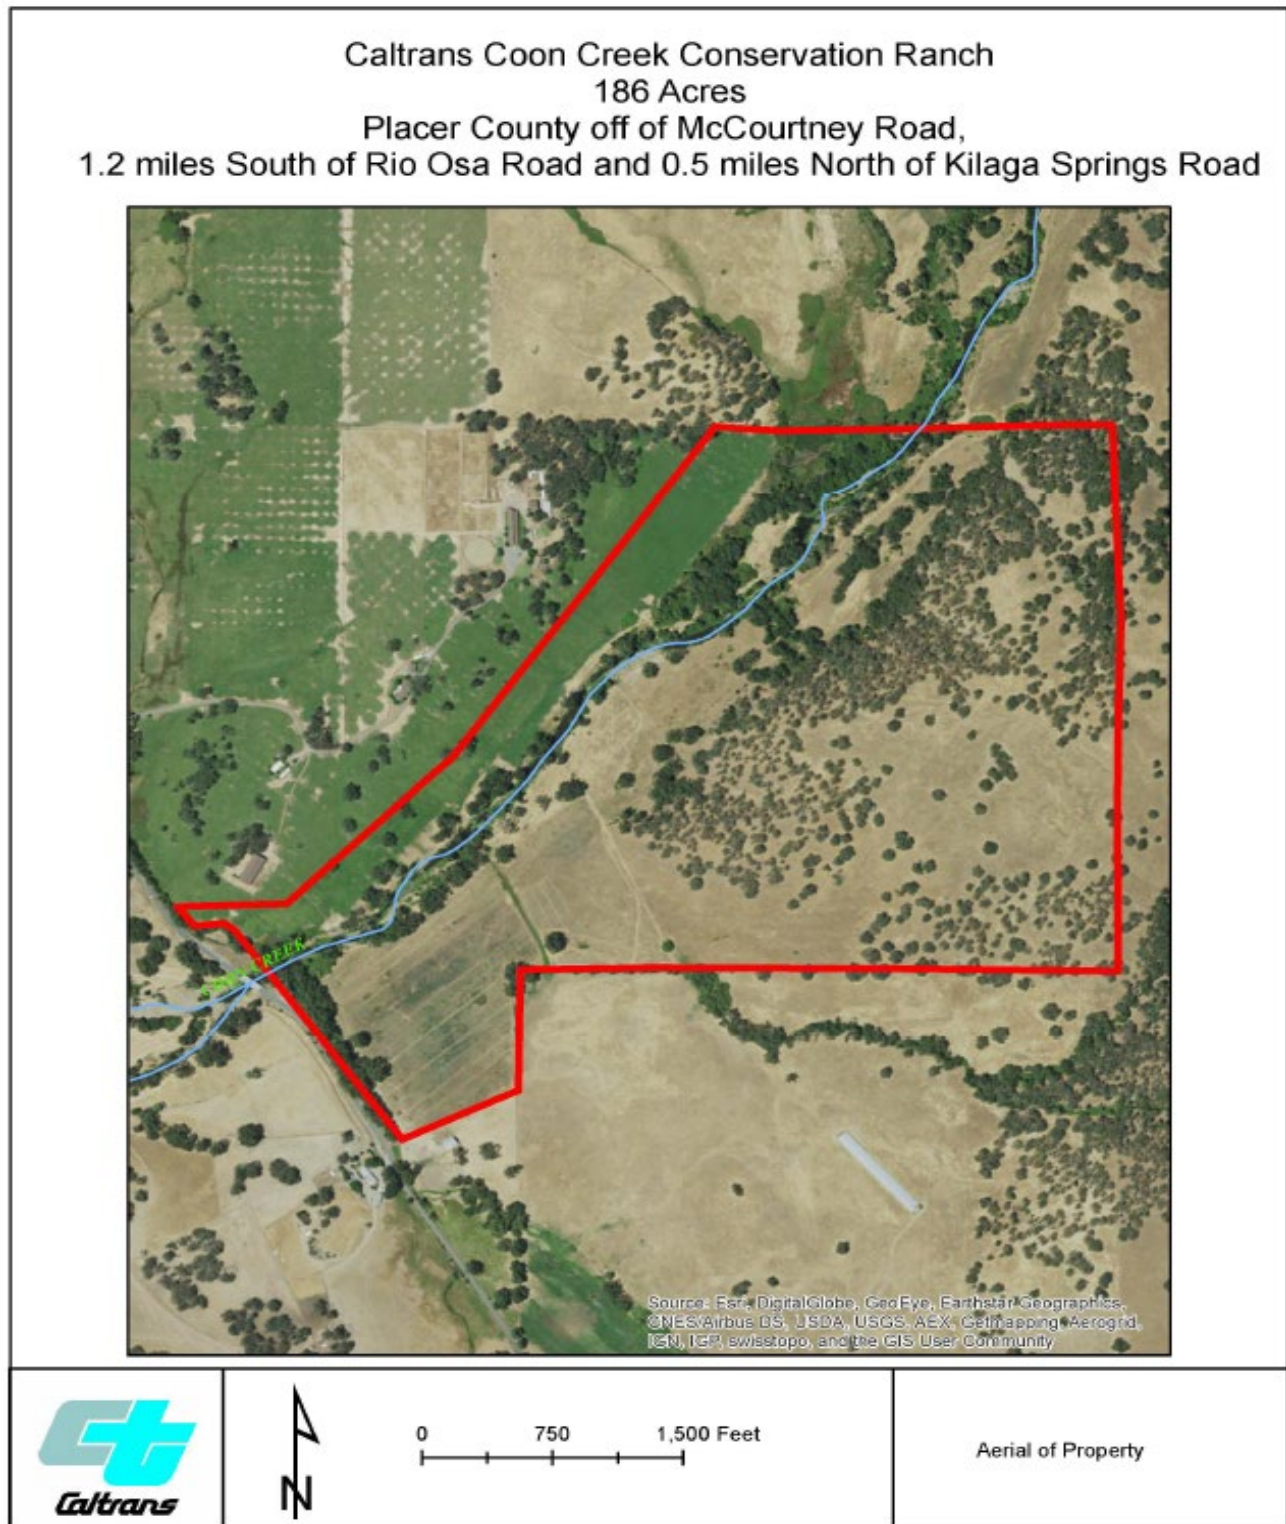 Caltrans Coon Creek Conservation Ranch
186 Acres
Placer County off of McCourtney Road,
1.2 miles South of Rio Osa Road and 0.5 miles North of Kilaga Springs Road
CREEK
Source: Esri, DigitalGlobe, GeoEye, Earthstar Geographics,
CNES/Airbus DS, USDA, USGS, AEX, Getmapping, Aerogrid,
IGN, IGP, swisstopo, and the GIS User Community
Ct
Caltrans
N
0 750 1,500 Feet
Aerial of Property